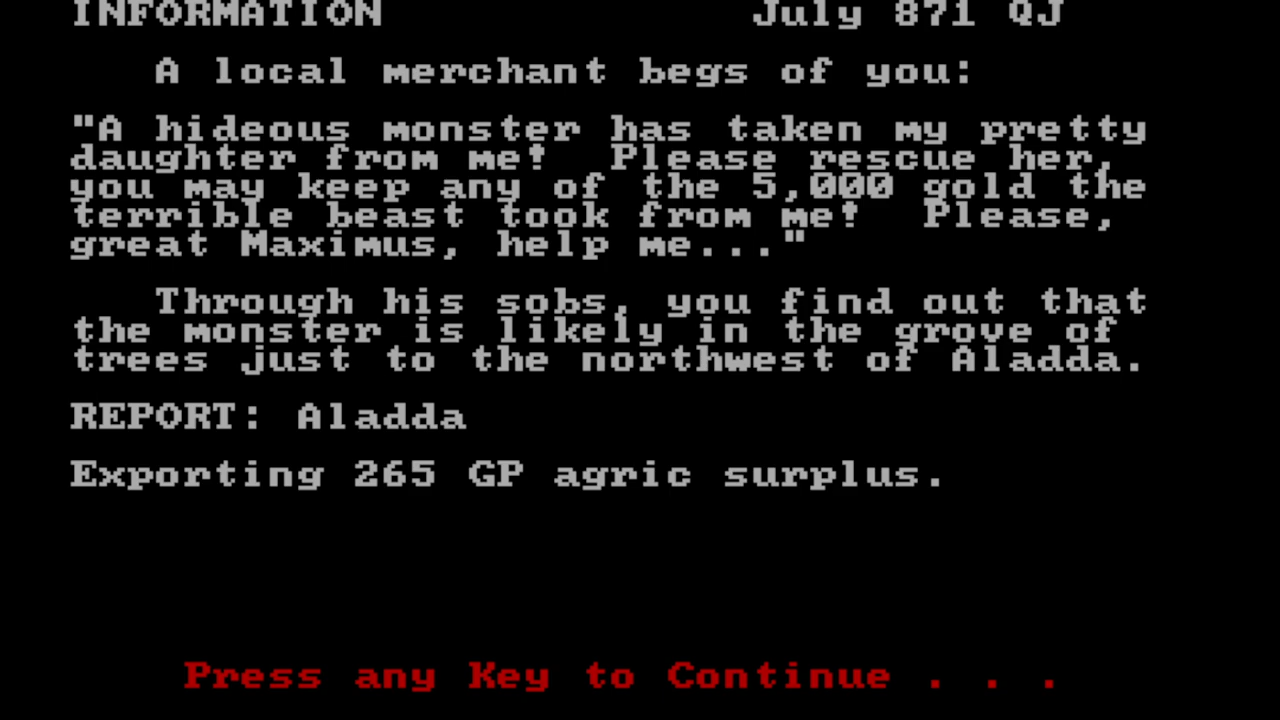 INFORMATION July 871 QJ
A local merchant begs of you:
"A hideous monster has taken my pretty
daughter from me! Please rescue her,
you may keep any of the 5,000 gold the
terrible beast took from me! Please,
great Maximus, help me..."
Through his sobs, you find out that
the monster is likely in the grove of
trees just to the northwest of Aladda.
REPORT: Aladda
Exporting 265 GP agric surplus.
Press any Key to Continue . . .